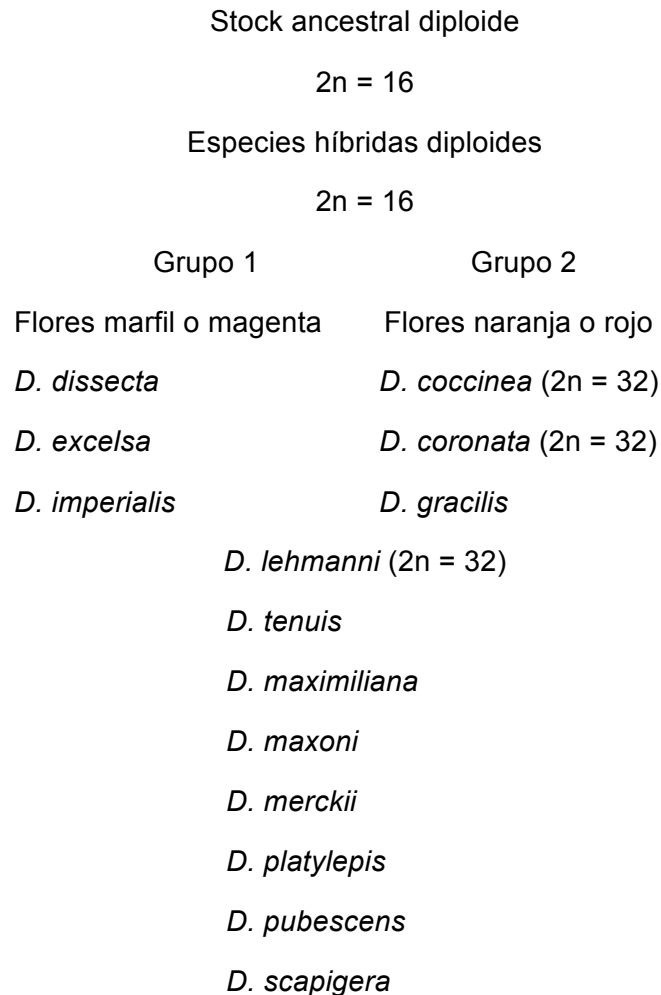 Stock ancestral diploide
2n = 16
Especies híbridas diploides
2n = 16
Grupo 1 Grupo 2
Flores marfil o magenta Flores naranja o rojo
D. dissecta D. coccinea (2n = 32)
D. excelsa D. coronata (2n = 32)
D. imperialis D. gracilis
D. lehmanni (2n = 32)
D. tenuis
D. maximiliana
D. maxoni
D. merckii
D. platylepis
D. pubescens
D. scapigera